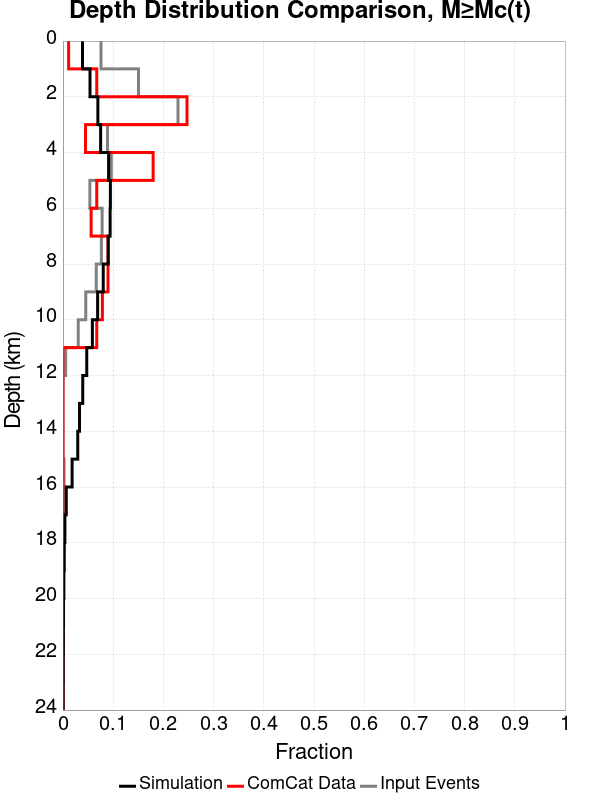 Depth Distribution Comparison, M≥Mc(t)
0
2
4
6
8
10
12
14
16
18
20
22
24
Depth (km)
0 0.1 0.2 0.3 0.4 0.5 0.6 0.7 0.8 0.9 1
Fraction
Simulation ComCat Data Input Events